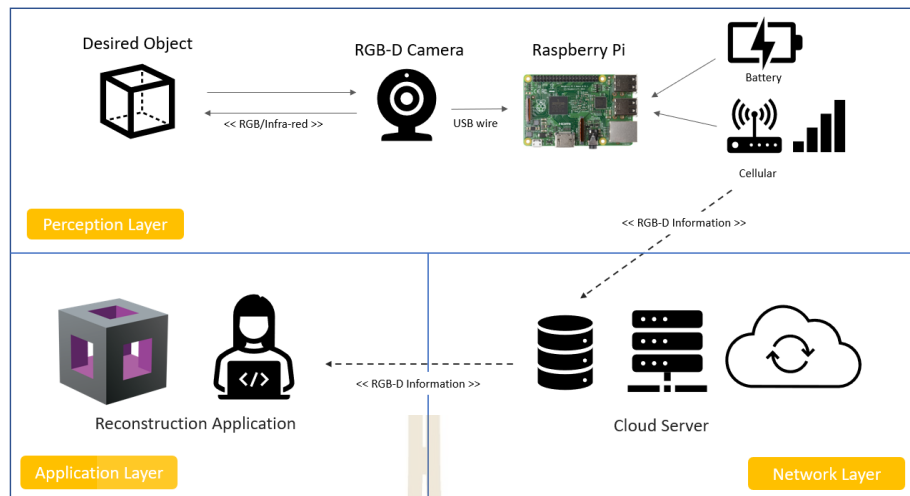 Desired Object
RGB-D Camera
Raspberry Pi
Battery
<< RGB/Infra-red >>
USB wire
Cellular
Perception Layer
<< RGB-D Information >>
</>
<< RGB-D Information >>
Reconstruction Application
Cloud Server
Application Layer
Network Layer